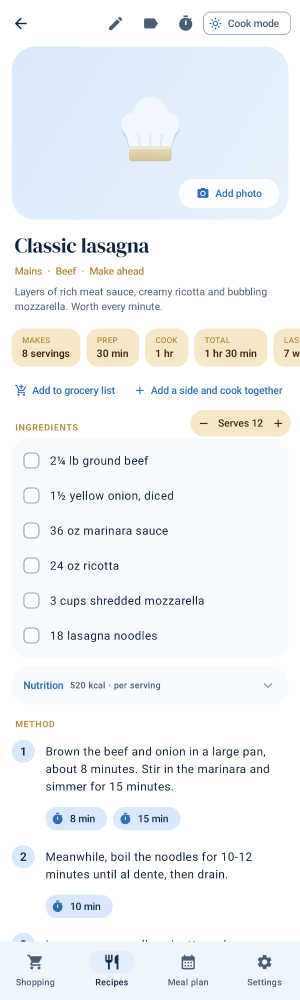 Cook mode
Add photo
Classic lasagna
Mains · Beef · Make ahead
Layers of rich meat sauce, creamy ricotta and bubbling
mozzarella. Worth every minute.
MAKES
8 servings
PREP
30 min
COOK
1 hr
TOTAL
1 hr 30 min
LAS
7 w
Add to grocery list
+ Add a side and cook together
INGREDIENTS
− Serves 12 +
2¼ lb ground beef
1½ yellow onion, diced
36 oz marinara sauce
24 oz ricotta
3 cups shredded mozzarella
18 lasagna noodles
Nutrition 520 kcal · per serving
METHOD
1
Brown the beef and onion in a large pan,
about 8 minutes. Stir in the marinara and
simmer for 15 minutes.
8 min
15 min
2
Meanwhile, boil the noodles for 10-12
minutes until al dente, then drain.
10 min
Shopping
Recipes
Meal plan
Settings